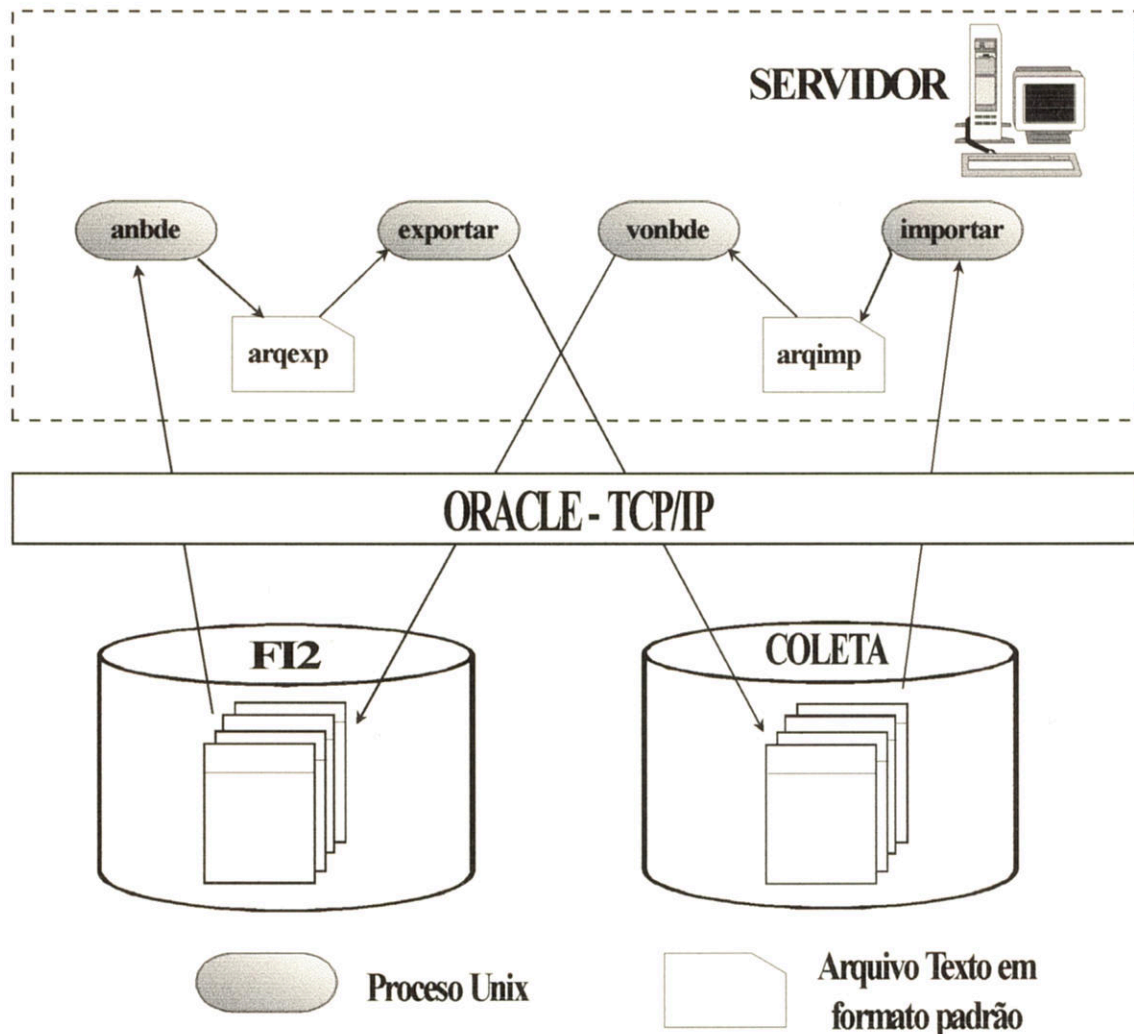 SERVIDOR
anbde
exportar
vonbde
importar
arqexp
arqimp
ORACLE - TCP/IP
FI2
COLETA
Proceso Unix
Arquivo Texto em
formato padrão